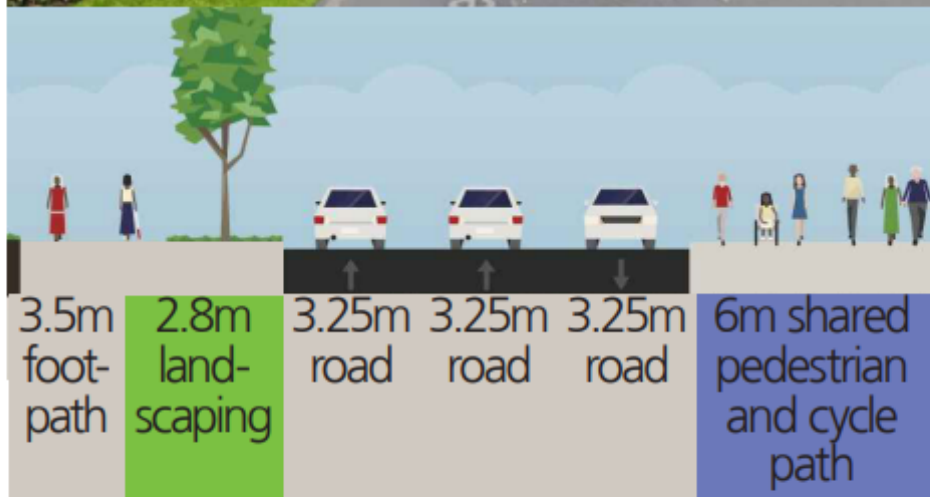 3.5m
foot-
path
2.8m
land-
scaping
3.25m
road
3.25m
road
3.25m
road
6m shared
pedestrian
and cycle
path